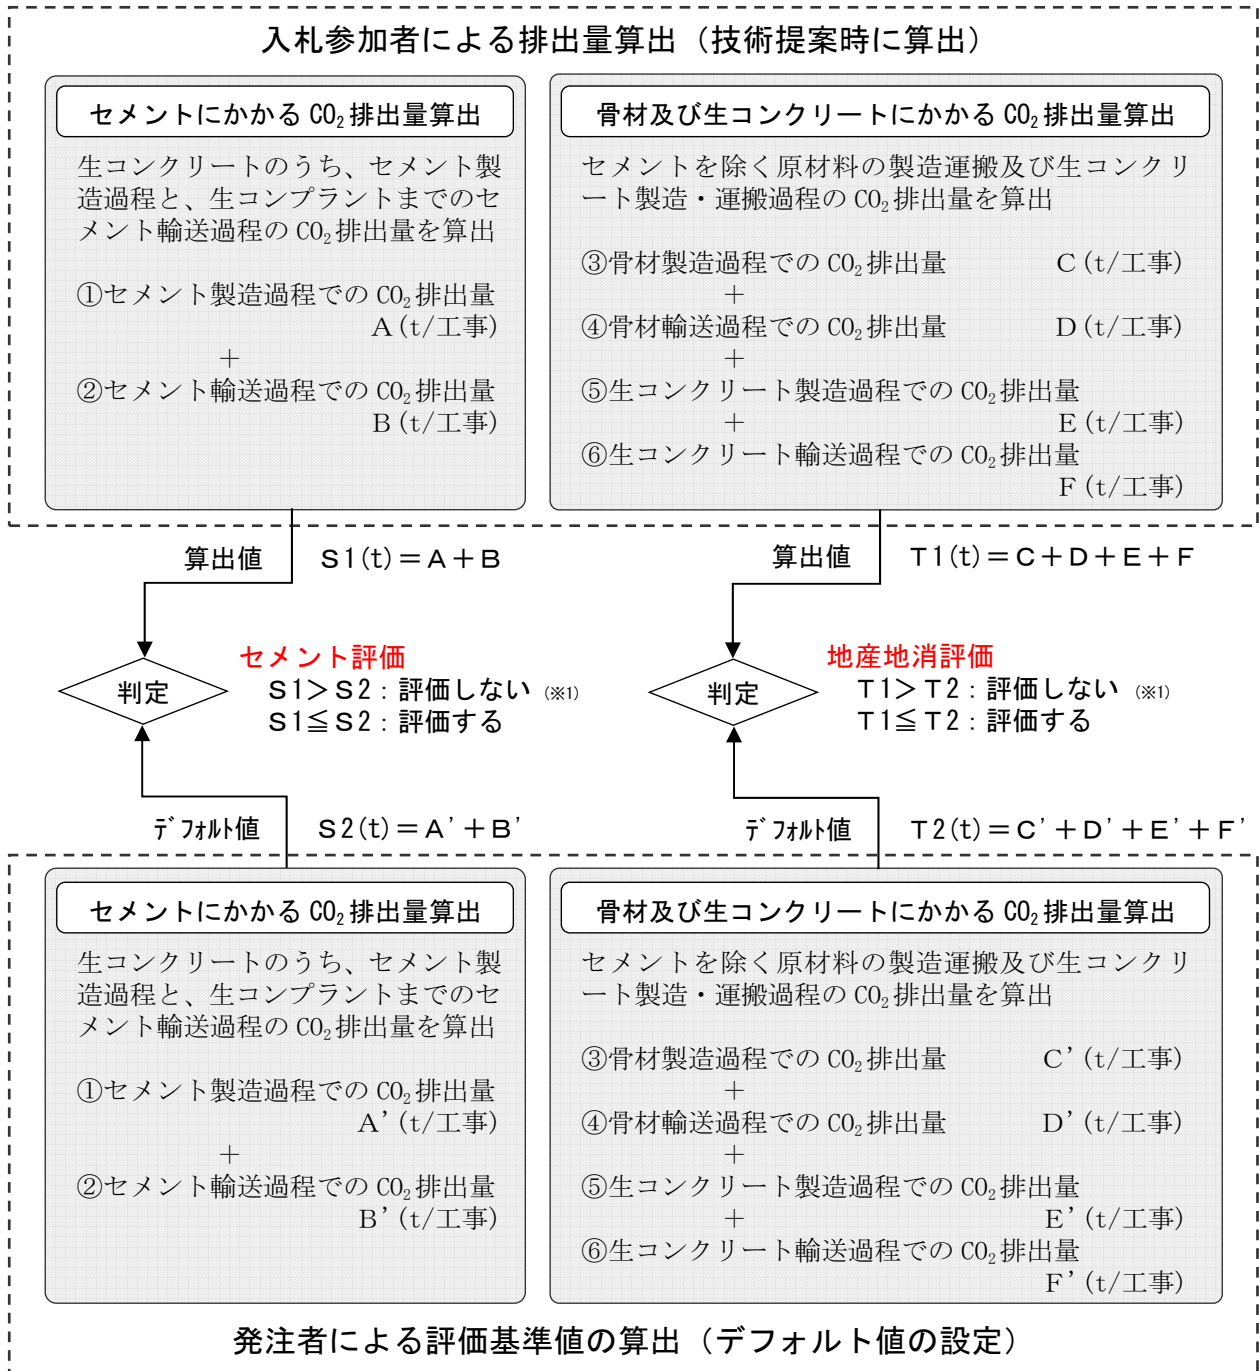 入札参加者による排出量算出（技術提案時に算出）
セメントにかかる CO₂排出量算出
生コンクリートのうち、セメント製
造過程と、生コンプラントまでのセ
メント輸送過程の CO₂排出量を算出
①セメント製造過程での CO₂排出量
A(t/工事)
＋
②セメント輸送過程での CO₂排出量
B(t/工事)
骨材及び生コンクリートにかかる CO₂排出量算出
セメントを除く原材料の製造運搬及び生コンクリ
ート製造・運搬過程の CO₂排出量を算出
③骨材製造過程での CO₂排出量 C(t/工事)
＋
④骨材輸送過程での CO₂排出量 D(t/工事)
＋
⑤生コンクリート製造過程での CO₂排出量
＋ E(t/工事)
⑥生コンクリート輸送過程での CO₂排出量
F(t/工事)
算出値 S1(t)＝A＋B
算出値 T1(t)＝C＋D＋E＋F
セメント評価
判定
S1＞S2：評価しない (※1)
S1≦S2：評価する
地産地消評価
判定
T1＞T2：評価しない (※1)
T1≦T2：評価する
ﾃﾞﾌｫﾙﾄ値 S2(t)＝A'＋B'
ﾃﾞﾌｫﾙﾄ値 T2(t)＝C'＋D'＋E'＋F'
セメントにかかる CO₂排出量算出
生コンクリートのうち、セメント製
造過程と、生コンプラントまでのセ
メント輸送過程の CO₂排出量を算出
①セメント製造過程での CO₂排出量
A’(t/工事)
＋
②セメント輸送過程での CO₂排出量
B’(t/工事)
骨材及び生コンクリートにかかる CO₂排出量算出
セメントを除く原材料の製造運搬及び生コンクリ
ート製造・運搬過程の CO₂排出量を算出
③骨材製造過程での CO₂排出量 C’(t/工事)
＋
④骨材輸送過程での CO₂排出量 D’(t/工事)
＋
⑤生コンクリート製造過程での CO₂排出量
＋ E’(t/工事)
⑥生コンクリート輸送過程での CO₂排出量
F’(t/工事)
発注者による評価基準値の算出（デフォルト値の設定）